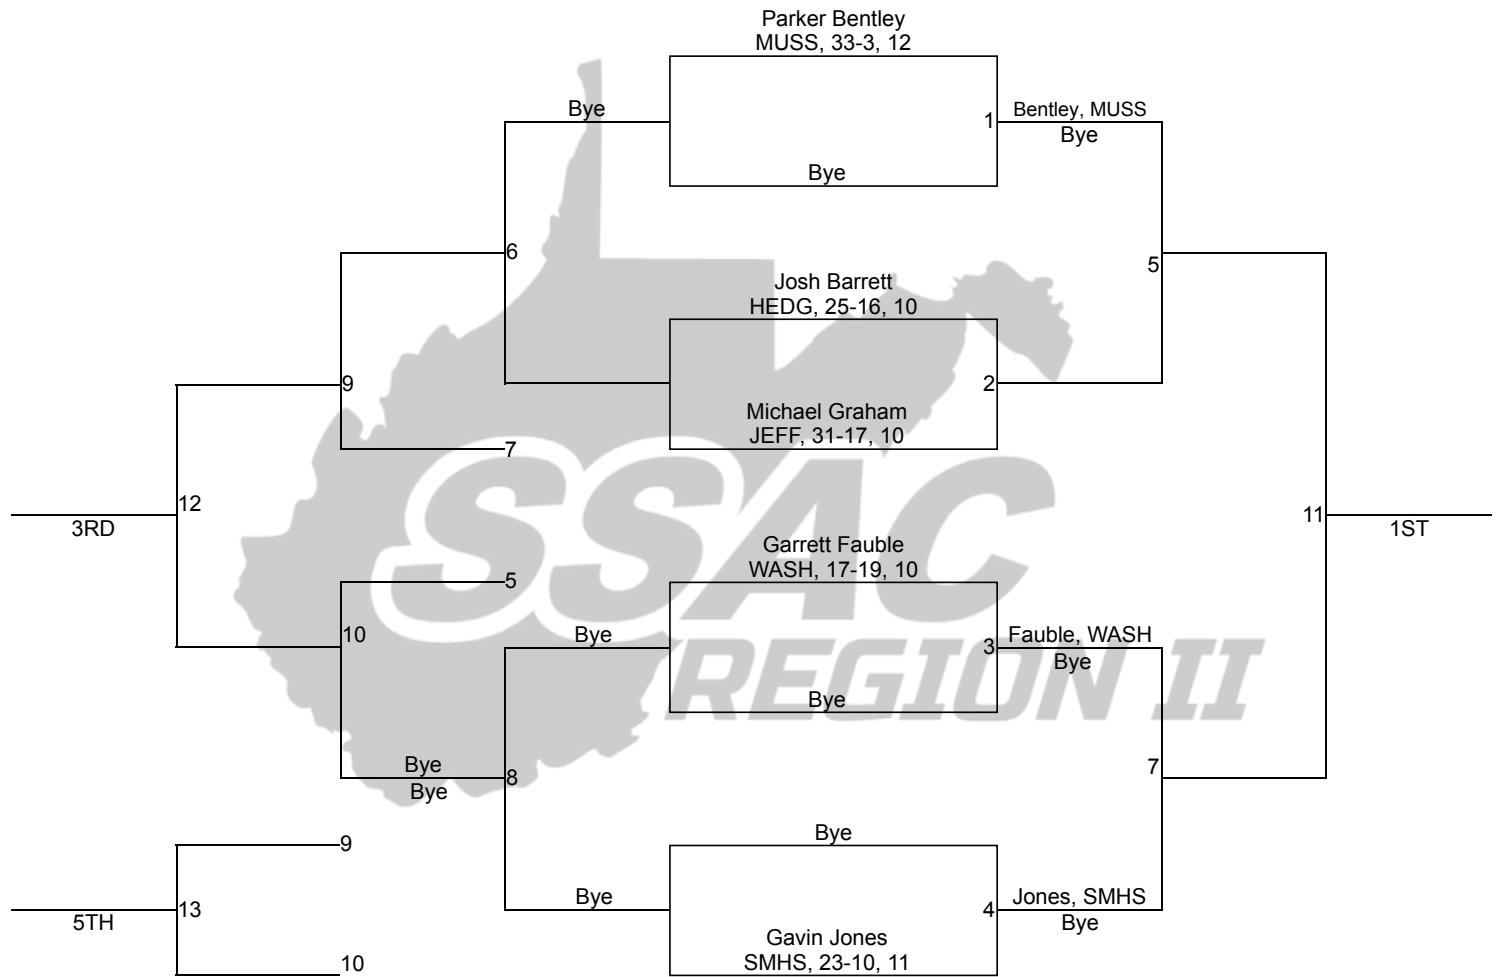 Parker Bentley
MUSS, 33-3, 12
Bye
1
Bentley, MUSS
Bye
Bye
6
5
Josh Barrett
HEDG, 25-16, 10
9
2
Michael Graham
JEFF, 31-17, 10
7
SSAC
REGION II
12
3RD
11
1ST
Garrett Fauble
WASH, 17-19, 10
5
10
Bye
3
Fauble, WASH
Bye
Bye
7
Bye
Bye
8
Bye
9
Bye
4
Jones, SMHS
Bye
5TH
13
Gavin Jones
SMHS, 23-10, 11
10